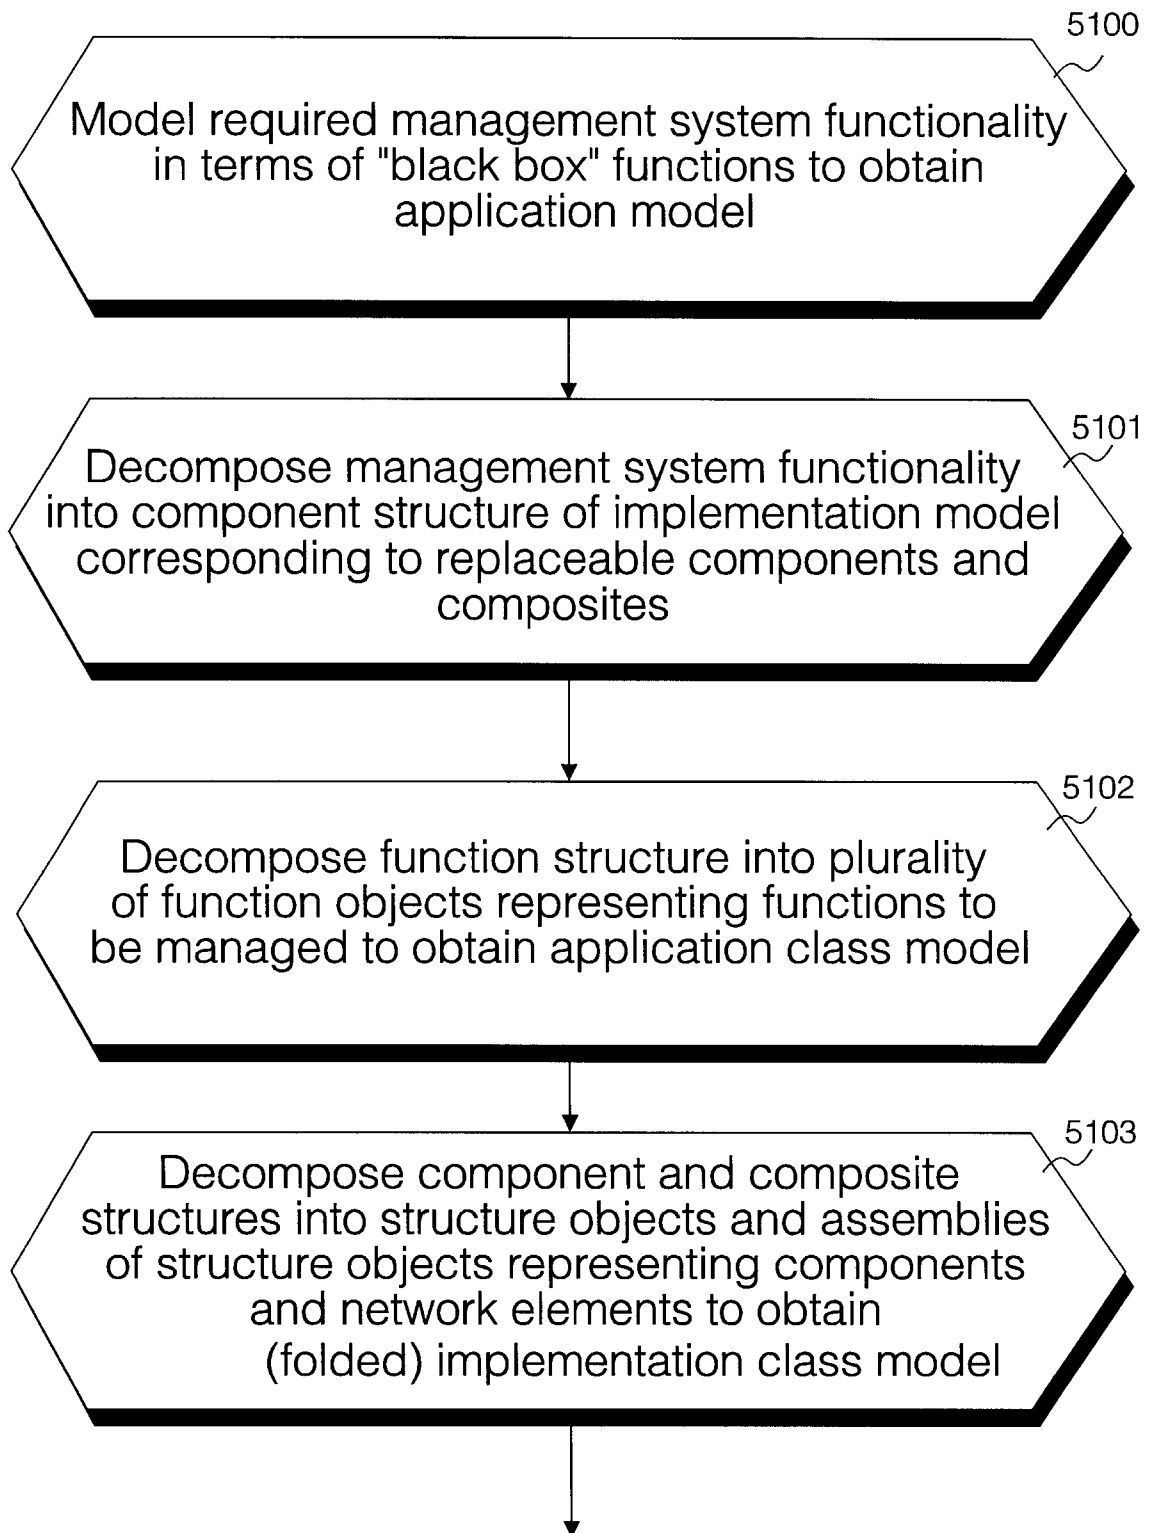 5100
Model required management system functionality
in terms of "black box" functions to obtain
application model
5101
Decompose management system functionality
into component structure of implementation model
corresponding to replaceable components and
composites
5102
Decompose function structure into plurality
of function objects representing functions to
be managed to obtain application class model
5103
Decompose component and composite
structures into structure objects and assemblies
of structure objects representing components
and network elements to obtain
(folded) implementation class model